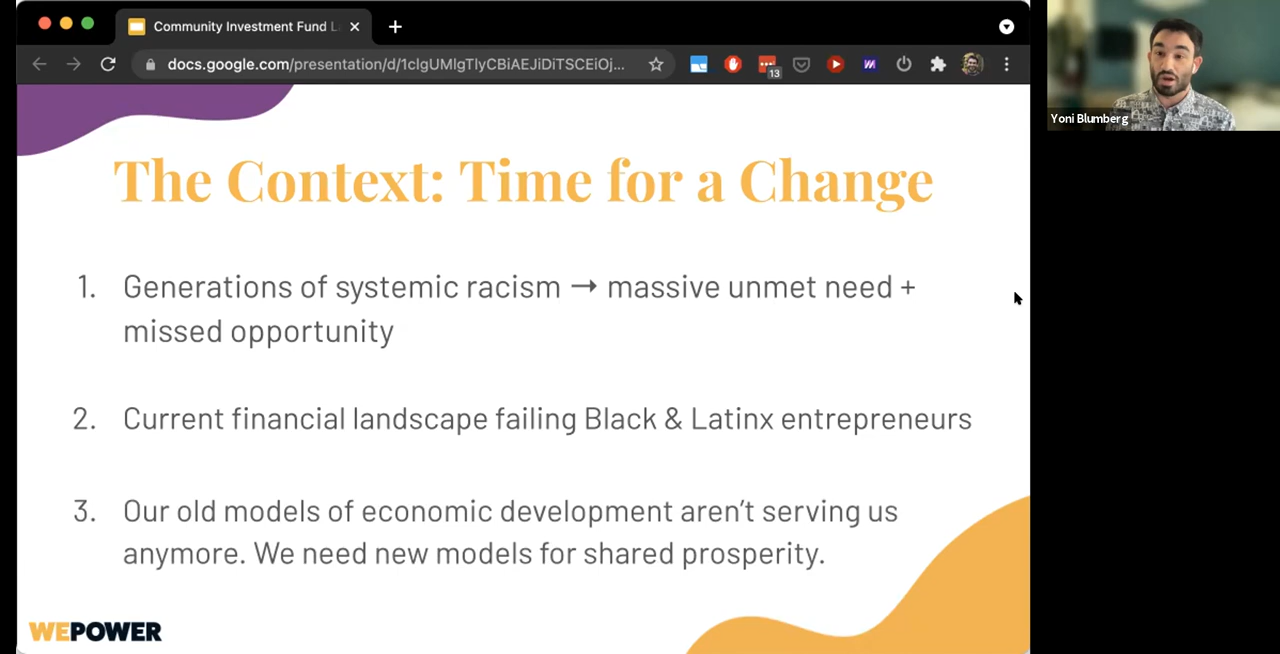 Community Investment Fund L
docs.google.com/presentation/d/1clgUMlgTlyCBiAEJiDiTSCEiOj...
13
Yoni Blumberg
The Context: Time for a Change
1. Generations of systemic racism → massive unmet need +
missed opportunity
2. Current financial landscape failing Black & Latinx entrepreneurs
3. Our old models of economic development aren't serving us
anymore. We need new models for shared prosperity.
WEPOWER